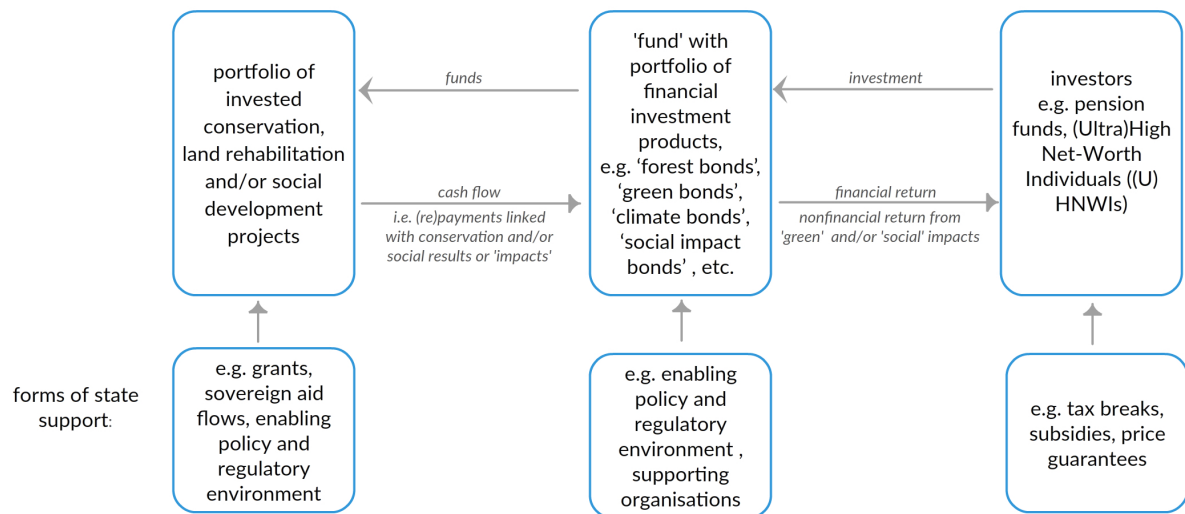 portfolio of
invested
conservation,
land rehabilitation
and/or social
development
projects
funds
cash flow
i.e. (re)payments linked
with conservation and/or
social results or 'impacts'
'fund' with
portfolio of
financial
investment
products,
e.g. ‘forest bonds’,
‘green bonds’,
‘climate bonds’,
‘social impact
bonds’ , etc.
investment
financial return
nonfinancial return from
'green' and/or 'social' impacts
investors
e.g. pension
funds, (Ultra)High
Net-Worth
Individuals ((U)
HNWIs)
forms of state
support:
e.g. grants,
sovereign aid
flows, enabling
policy and
regulatory
environment
e.g. enabling
policy and
regulatory
environment ,
supporting
organisations
e.g. tax breaks,
subsidies, price
guarantees